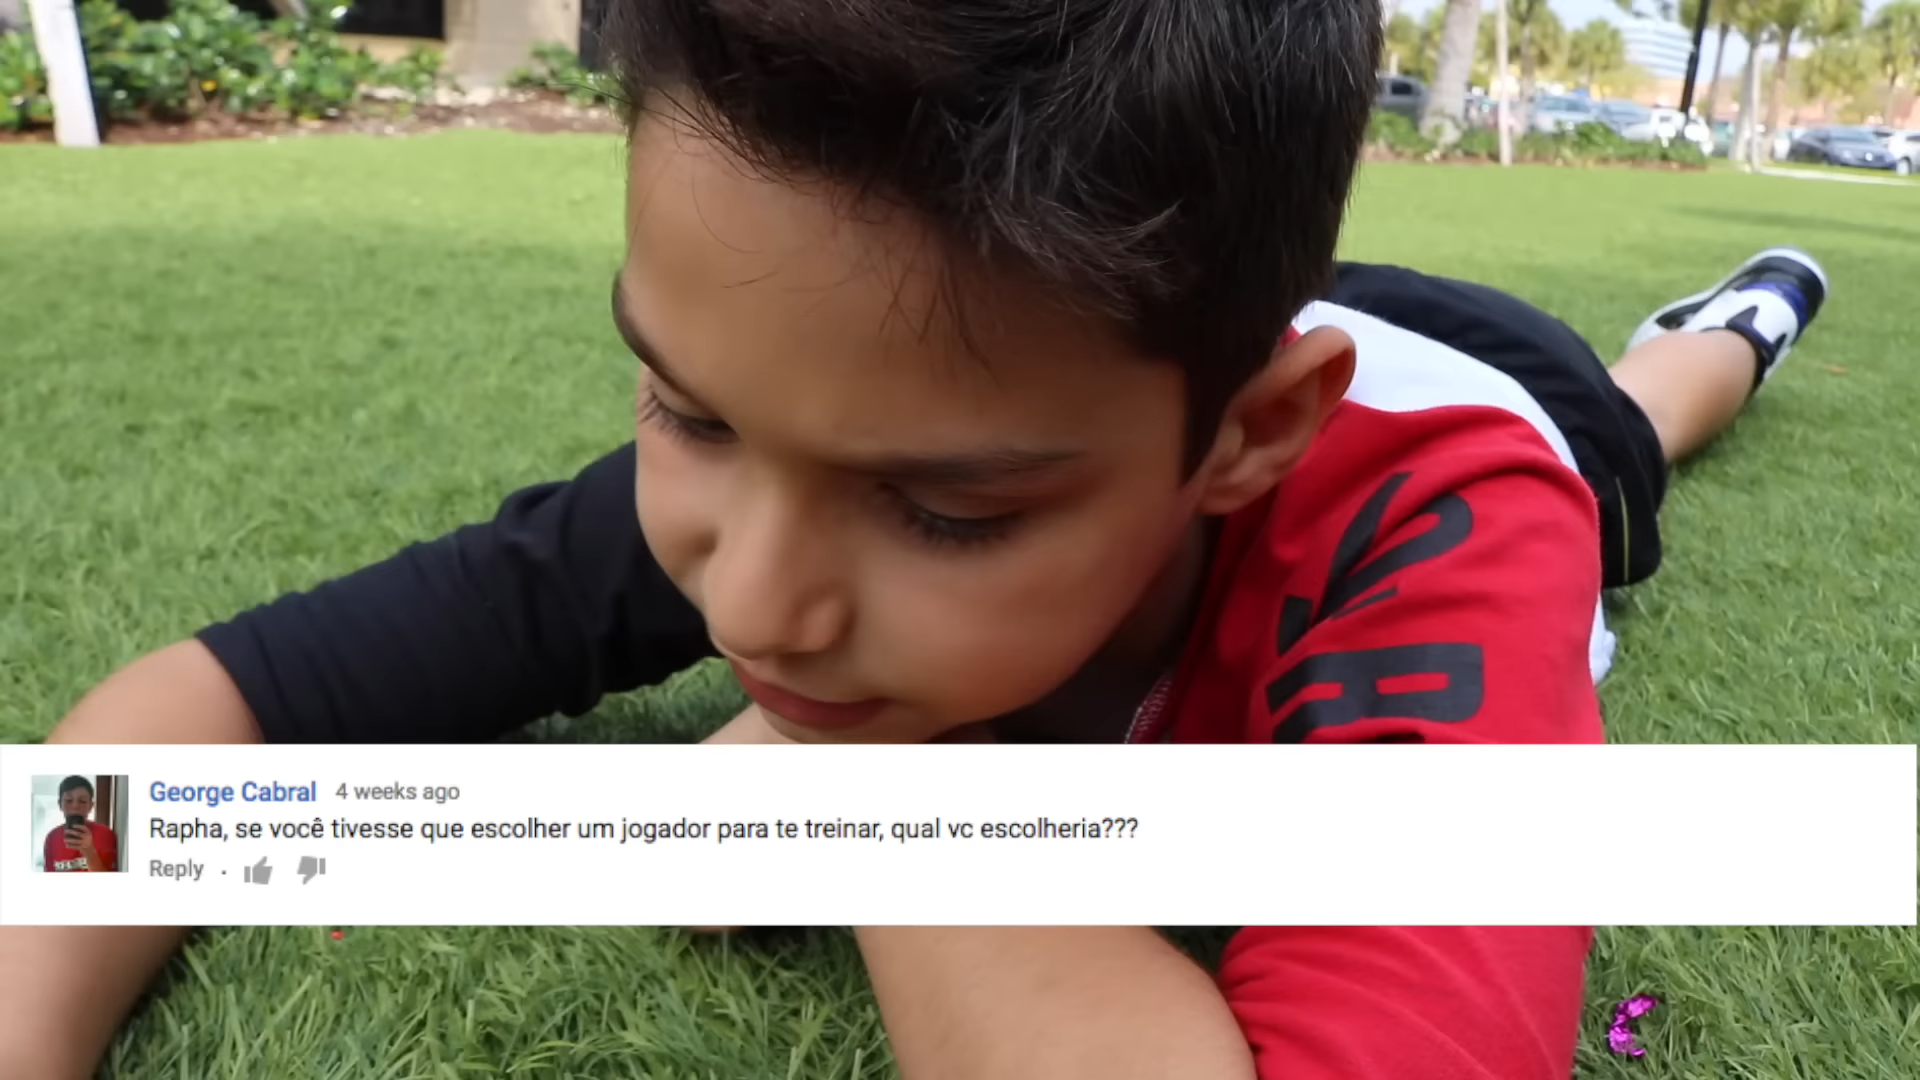 George Cabral 4 weeks ago
Rapha, se você tivesse que escolher um jogador para te treinar, qual vc escolheria???
Reply